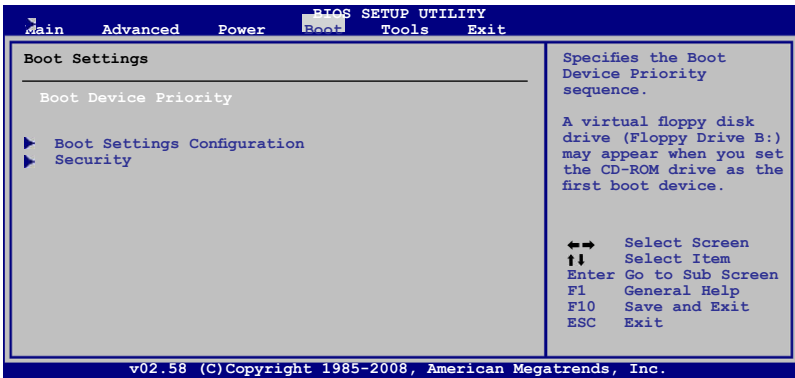 BIOS SETUP UTILITY
Main Advanced Power Boot Tools Exit
Boot Settings
Boot Device Priority
Boot Settings Configuration
Security
Specifies the Boot
Device Priority
sequence.
A virtual floppy disk
drive (Floppy Drive B:)
may appear when you set
the CD-ROM drive as the
first boot device.
←→ Select Screen
↑↓ Select Item
Enter Go to Sub Screen
F1 General Help
F10 Save and Exit
ESC Exit
v02.58 (C)Copyright 1985-2008, American Megatrends, Inc.